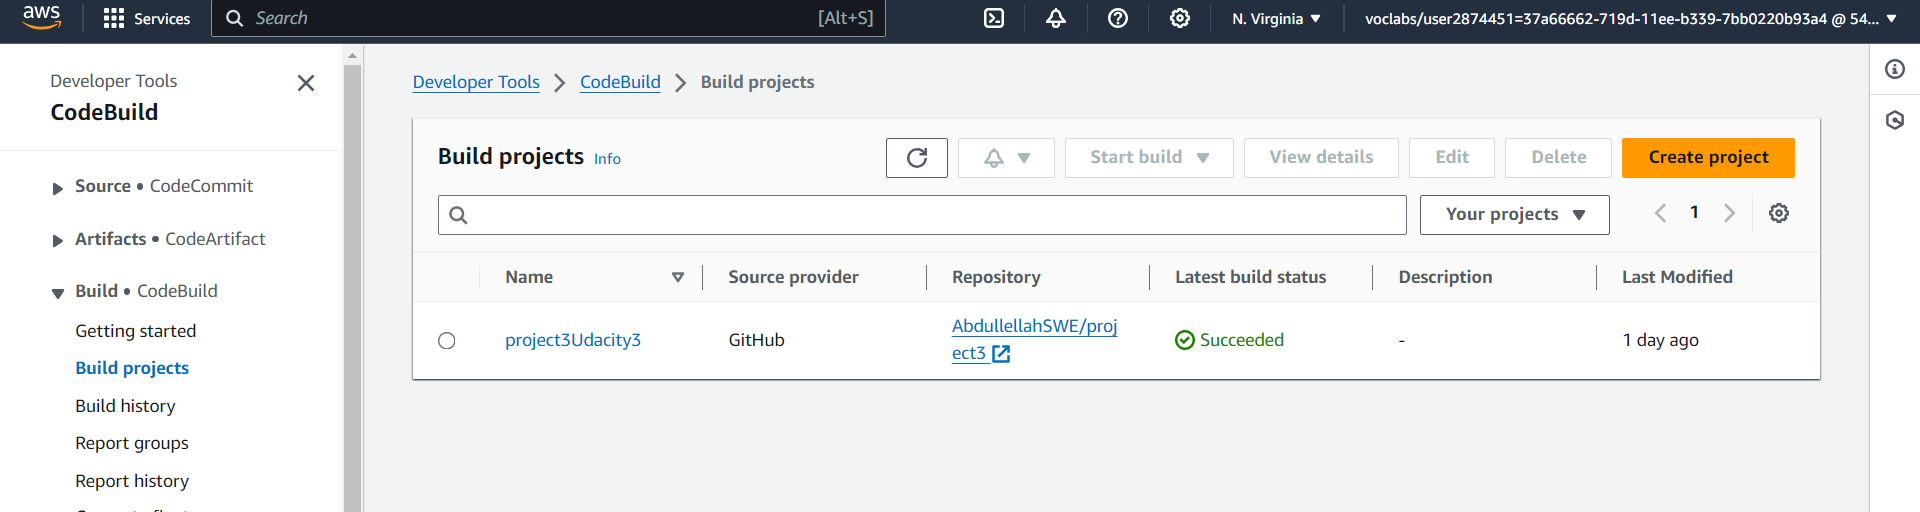 aws
Services
Search
[Alt+S]
N. Virginia
voclabs/user2874451=37a66662-719d-11ee-b339-7bb0220b93a4 @ 54...
Developer Tools
CodeBuild
Source • CodeCommit
Artifacts • CodeArtifact
Build • CodeBuild
Getting started
Build projects
Build history
Report groups
Report history
Developer Tools
CodeBuild
Build projects
Build projects Info
Start build
View details
Edit
Delete
Create project
Your projects
1
Name
Source provider
Repository
Latest build status
Description
Last Modified
project3Udacity3
GitHub
AbdullellahSWE/proj
ect3
Succeeded
-
1 day ago